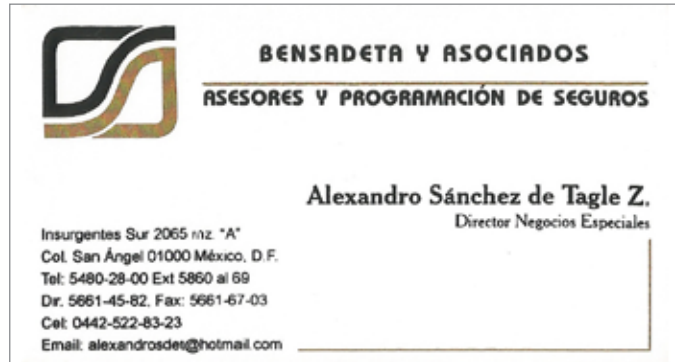 BENSADETA Y ASOCIADOS
ASESORES Y PROGRAMACIÓN DE SEGUROS
Alexandro Sánchez de Tagle Z.
Director Negocios Especiales
Insurgentes Sur 2065 mz. "A"
Col. San Ángel 01000 México, D.F.
Tel: 5480-28-00 Ext 5860 al 69
Dir. 5661-45-82, Fax: 5661-67-03
Cel: 0442-522-83-23
Email: alexandrosdet@hotmail.com